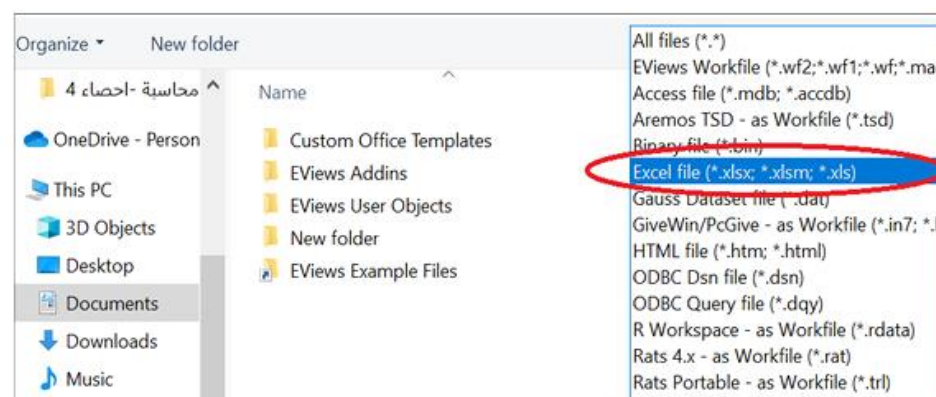 Organize New folder
محاسبة -احصاء 4
OneDrive - Person
This PC
3D Objects
Desktop
Documents
Downloads
Music
Name
Custom Office Templates
EViews Addins
EViews User Objects
New folder
EViews Example Files
All files (*.*)
EViews Workfile (*.wf2;*.wf1;*.wf;*.ma
Access file (*.mdb; *.accdb)
Aremos TSD - as Workfile (*.tsd)
Binary file (*.bin)
Excel file (*.xlsx; *.xlsm; *.xls)
Gauss Dataset file (*.dat)
GiveWin/PcGive - as Workfile (*.in7; *.
HTML file (*.htm; *.html)
ODBC Dsn file (*.dsn)
ODBC Query file (*.dqy)
R Workspace - as Workfile (*.rdata)
Rats 4.x - as Workfile (*.rat)
Rats Portable - as Workfile (*.trl)